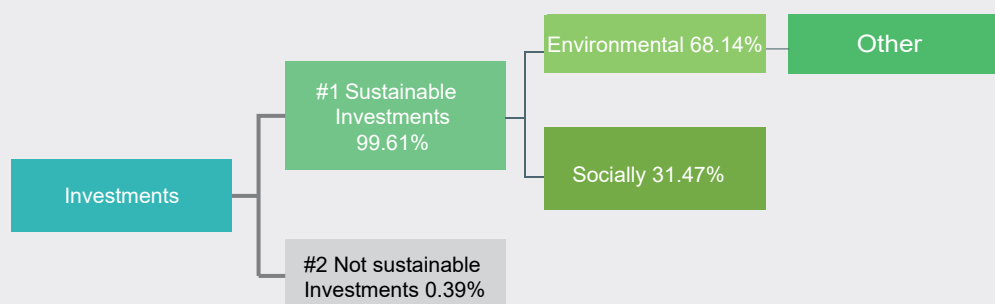 Environmental 68.14%
Other
#1 Sustainable
Investments
99.61%
Socially 31.47%
Investments
#2 Not sustainable
Investments 0.39%